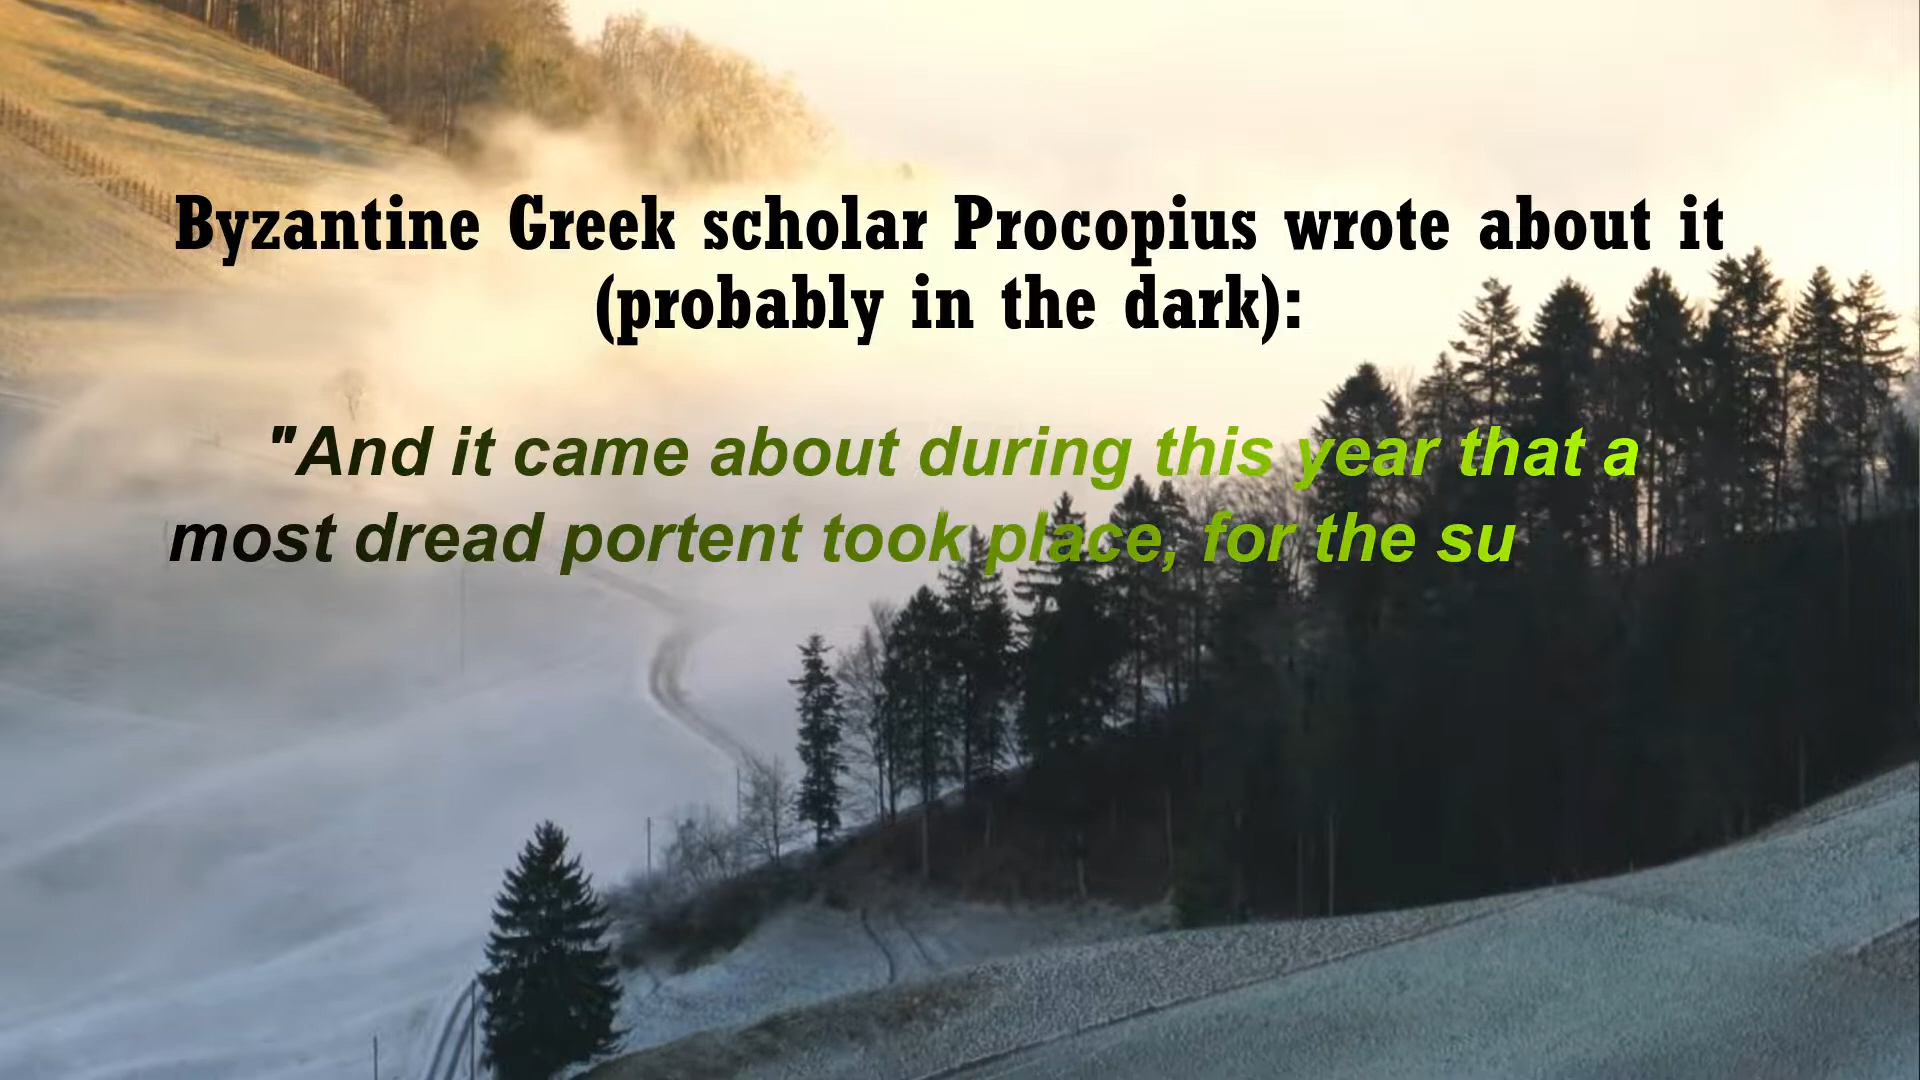 Byzantine Greek scholar Procopius wrote about it
(probably in the dark):
"And it came about during this year that a
most dread portent took place, for the su